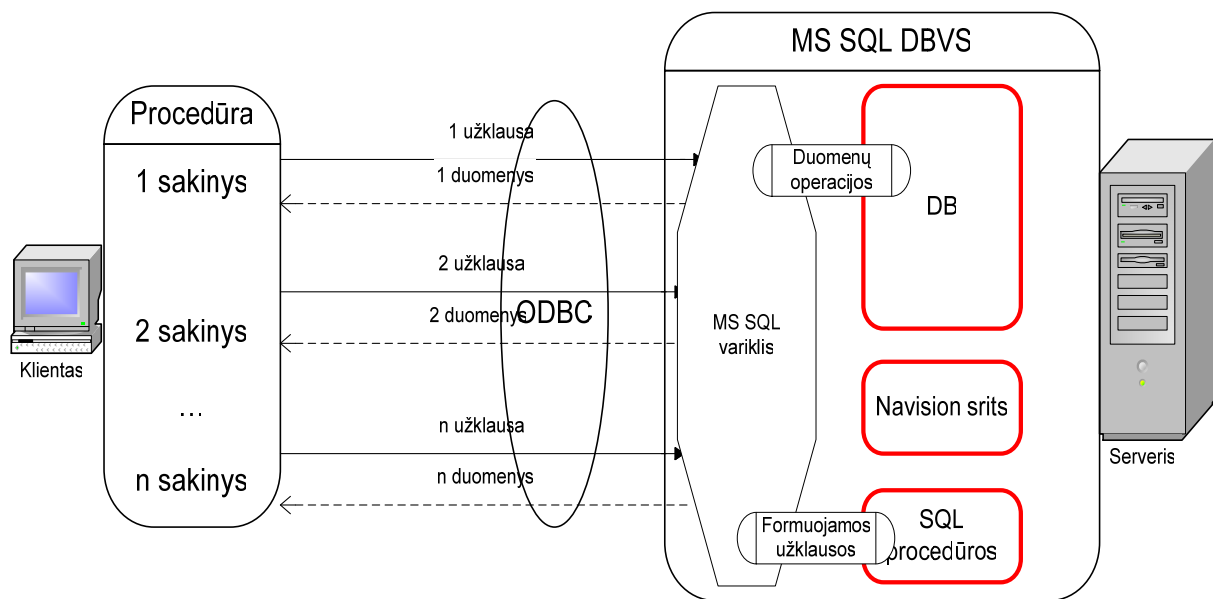 MS SQL DBVS
Procedūra
1 sakinys
2 sakinys
...
n sakinys
Klientas
1 užklausa
1 duomenys
2 užklausa
2 duomenys
n užklausa
n duomenys
ODBC
MS SQL
variklis
Duomenų
operacijos
DB
Navision srits
Formuojamos
užklausos
SQL
procedūros
Serveris